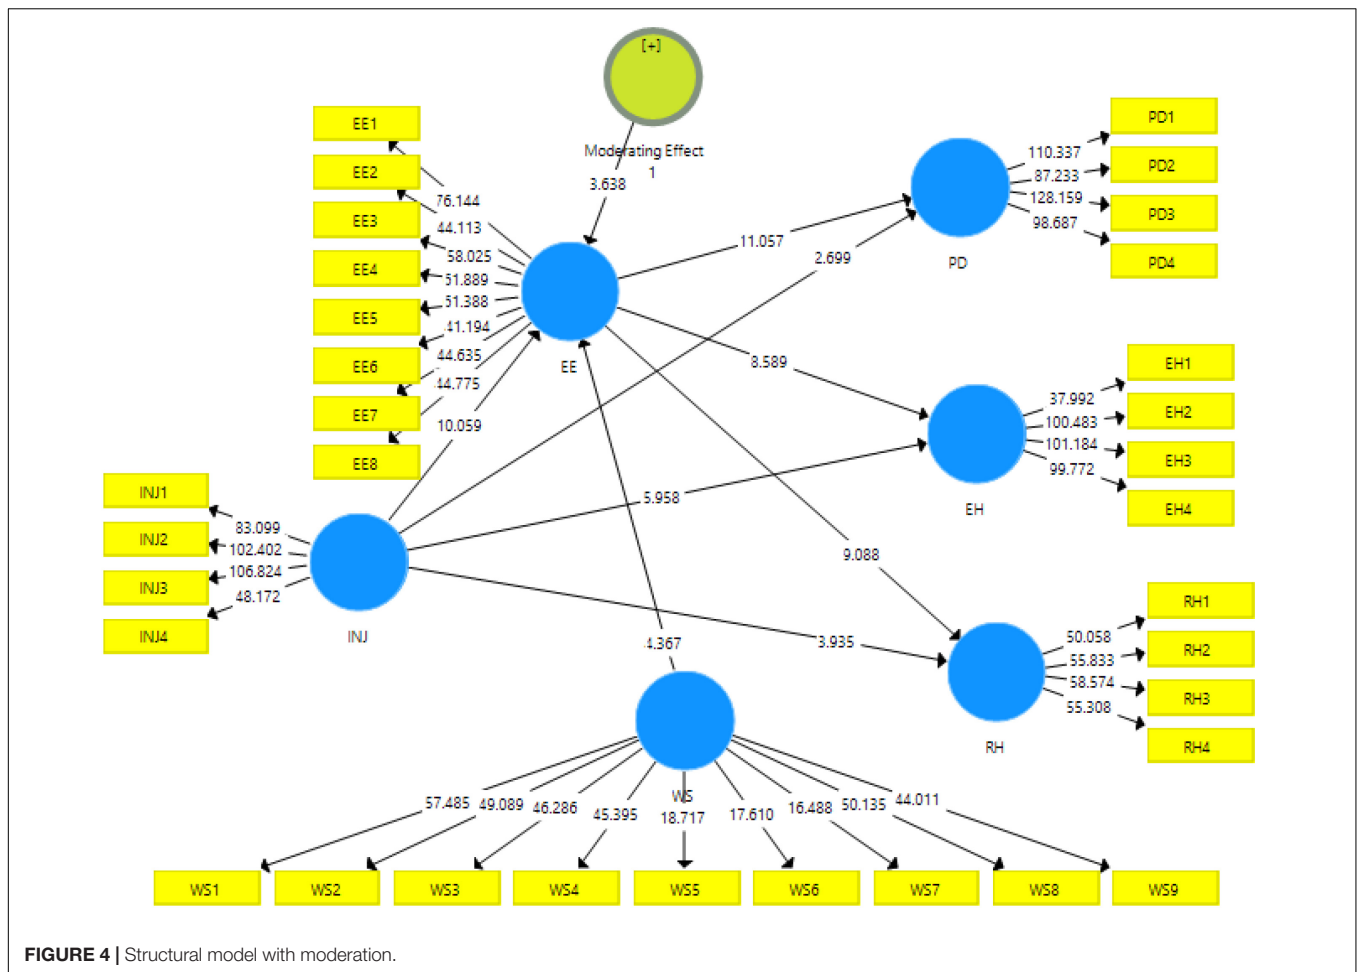 [+]
Moderating Effect
1
3.638
EE1
EE2
EE3
EE4
EE5
EE6
EE7
EE8
76.144
44.113
58.025
51.889
51.388
41.194
44.635
44.775
10.059
EE
11.057
2.699
8.589
5.958
9.088
3.935
4.367
PD
110.337
87.233
128.159
98.687
PD1
PD2
PD3
PD4
EH
37.992
100.483
101.184
99.772
EH1
EH2
EH3
EH4
INJ1
INJ2
INJ3
INJ4
83.099
102.402
106.824
48.172
INJ
RH
50.058
55.833
58.574
55.308
RH1
RH2
RH3
RH4
WS
57.485
49.089
46.286
45.395
18.717
17.610
16.488
50.135
44.011
WS1
WS2
WS3
WS4
WS5
WS6
WS7
WS8
WS9
FIGURE 4 | Structural model with moderation.